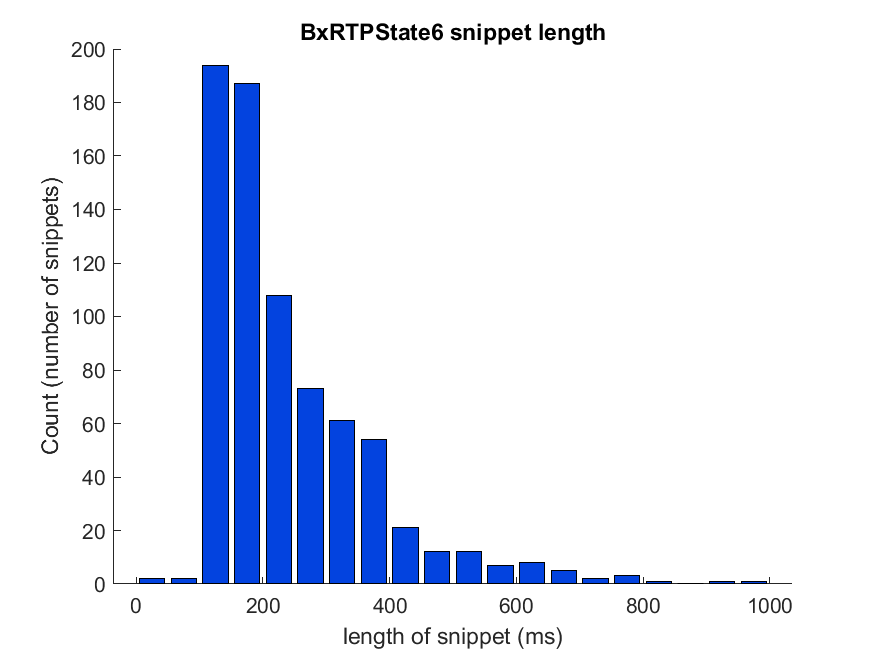 BxRTPState6 snippet length
200
180
160
140
120
100
80
60
40
20
0
Count (number of snippets)
0 200 400 600 800 1000
length of snippet (ms)